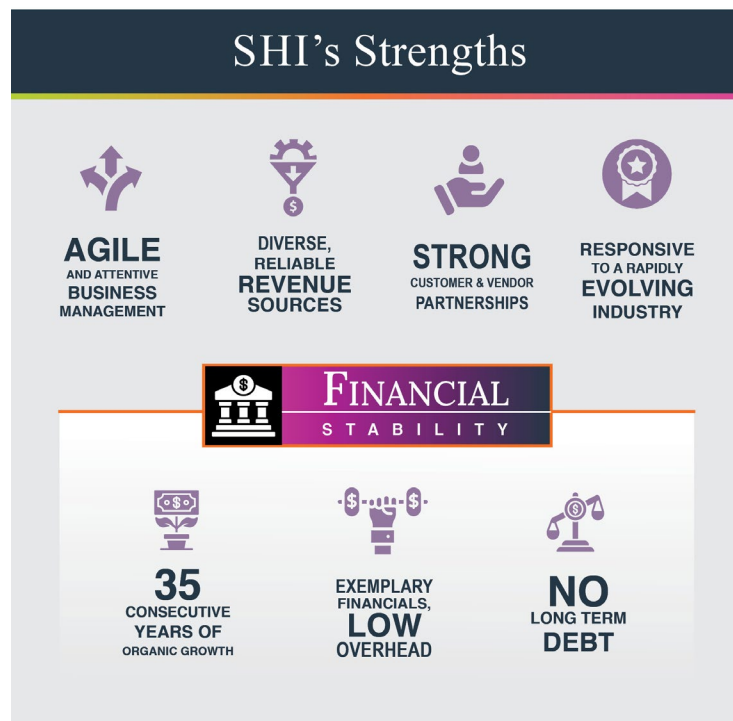 SHI's Strengths
AGILE
AND ATTENTIVE
BUSINESS
MANAGEMENT
DIVERSE,
RELIABLE
REVENUE
SOURCES
STRONG
CUSTOMER & VENDOR
PARTNERSHIPS
RESPONSIVE
TO A RAPIDLY
EVOLVING
INDUSTRY
$
$
FINANCIAL
STABILITY
$
35
CONSECUTIVE
YEARS OF
ORGANIC GROWTH
$ $
EXEMPLARY
FINANCIALS,
LOW
OVERHEAD
$
NO
LONG TERM
DEBT